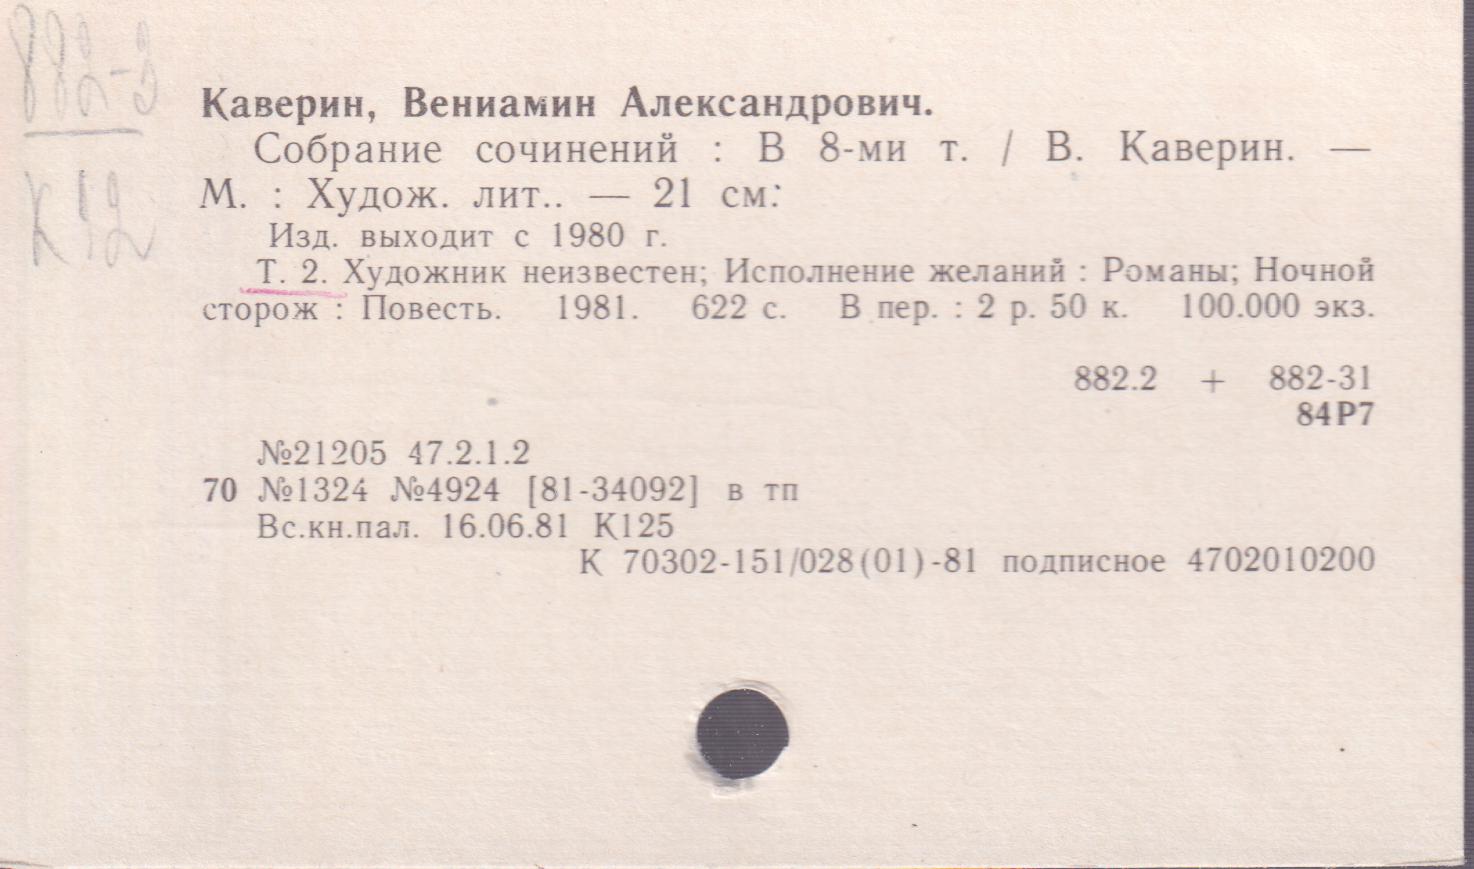 882-3
К12
Каверин, Вениамин Александрович.
Собрание сочинений : В 8-ми т. / В. Каверин. —
М. : Худож. лит.. — 21 см:
Изд. выходит с 1980 г.
Т. 2. Художник неизвестен; Исполнение желаний : Романы; Ночной
сторож : Повесть. 1981. 622 с. В пер. : 2 р. 50 к. 100.000 экз.
882.2 + 882-31
84Р7
№21205 47.2.1.2
70 №1324 №4924 [81-34092] в тп
Вс.кн.пал. 16.06.81 К125
К 70302-151/028(01)-81 подписное 4702010200